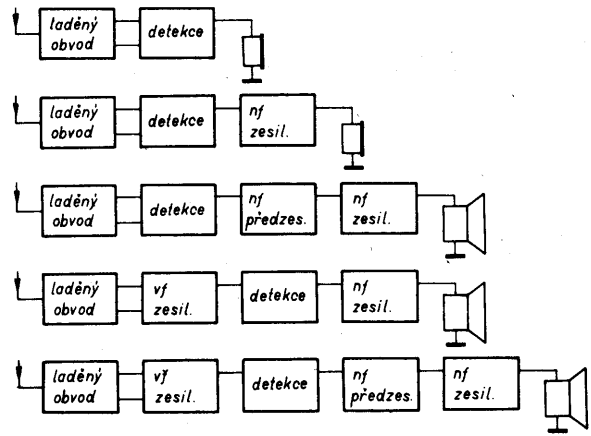 laděný
obvod
detekce
laděný
obvod
detekce
nf
zesil.
laděný
obvod
detekce
nf
předzes.
nf
zesil.
laděný
obvod
vf
zesil.
detekce
nf
zesil.
laděný
obvod
vf
zesil.
detekce
nf
předzes.
nf
zesil.